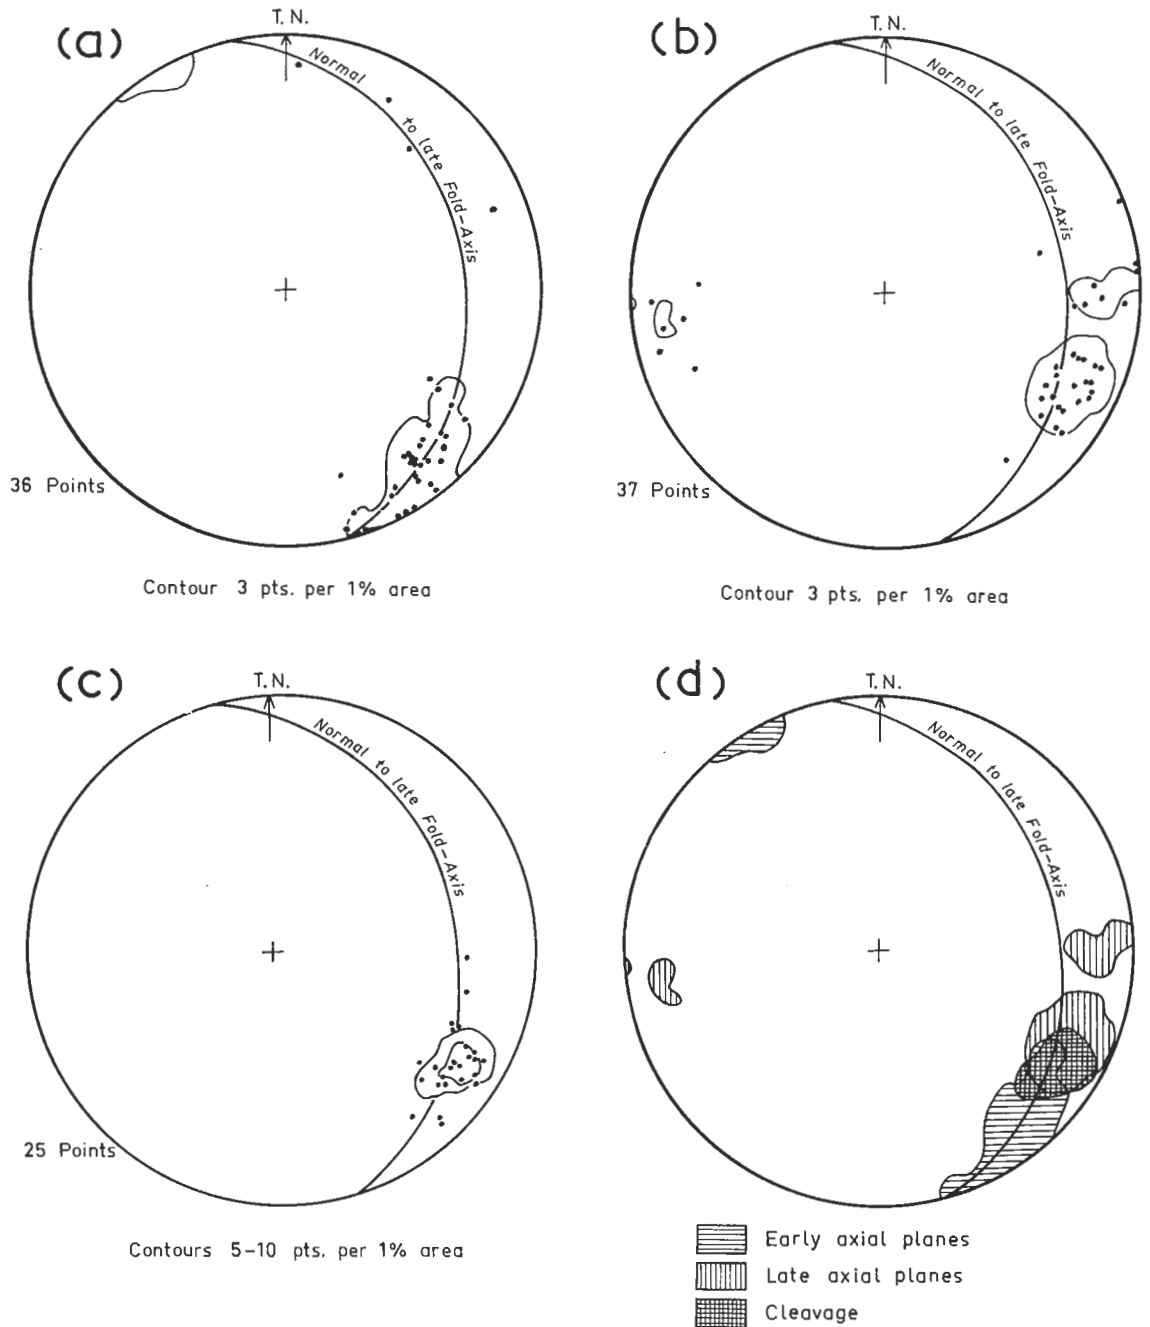 (a)
T. N.
Normal to late Fold-Axis
36 Points
Contour 3 pts. per 1% area
(b)
T. N.
Normal to late Fold-Axis
37 Points
Contour 3 pts. per 1% area
(c)
T. N.
Normal to late Fold-Axis
25 Points
Contours 5-10 pts. per 1% area
(d)
T. N.
Normal to late Fold-Axis
Early axial planes
Late axial planes
Cleavage